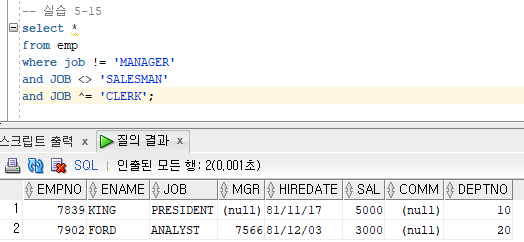 -- 실습 5-15
select *
from emp
where job != 'MANAGER'
and JOB <> 'SALESMAN'
and JOB ^= 'CLERK';
스크립트 출력 x 질의 결과 x
SQL | 인출된 모든 행: 2(0,001초)
EMPNO ENAME JOB MGR HIREDATE SAL COMM DEPTNO
1 7839 KING PRESIDENT (null) 81/11/17 5000 (null) 10
2 7902 FORD ANALYST 7566 81/12/03 3000 (null) 20